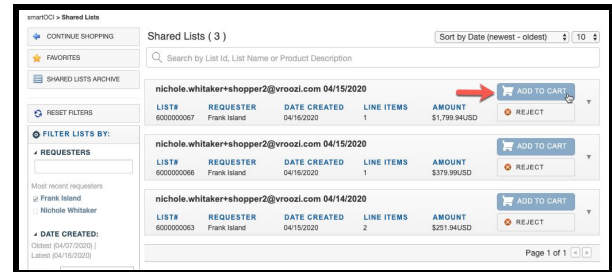 smartOCI > Shared Lists
CONTINUE SHOPPING
FAVORITES
SHARED LISTS ARCHIVE
RESET FILTERS
FILTER LISTS BY:
REQUESTERS
Most recent requesters
Frank Island
Nichole Whitaker
DATE CREATED:
Oldest (04/07/2020) |
Latest (04/16/2020)
Shared Lists ( 3 )
Sort by Date (newest - oldest) 10
Search by List Id, List Name or Product Description
nichole.whitaker+shopper2@vroozi.com 04/15/2020
ADD TO CART
LIST# REQUESTER DATE CREATED LINE ITEMS AMOUNT
6000000067 Frank Island 04/16/2020 1 $1,799.94USD
REJECT
nichole.whitaker+shopper2@vroozi.com 04/15/2020
ADD TO CART
LIST# REQUESTER DATE CREATED LINE ITEMS AMOUNT
6000000066 Frank Island 04/16/2020 1 $379.99USD
REJECT
nichole.whitaker+shopper2@vroozi.com 04/14/2020
ADD TO CART
LIST# REQUESTER DATE CREATED LINE ITEMS AMOUNT
6000000063 Frank Island 04/15/2020 2 $251.94USD
REJECT
Page 1 of 1